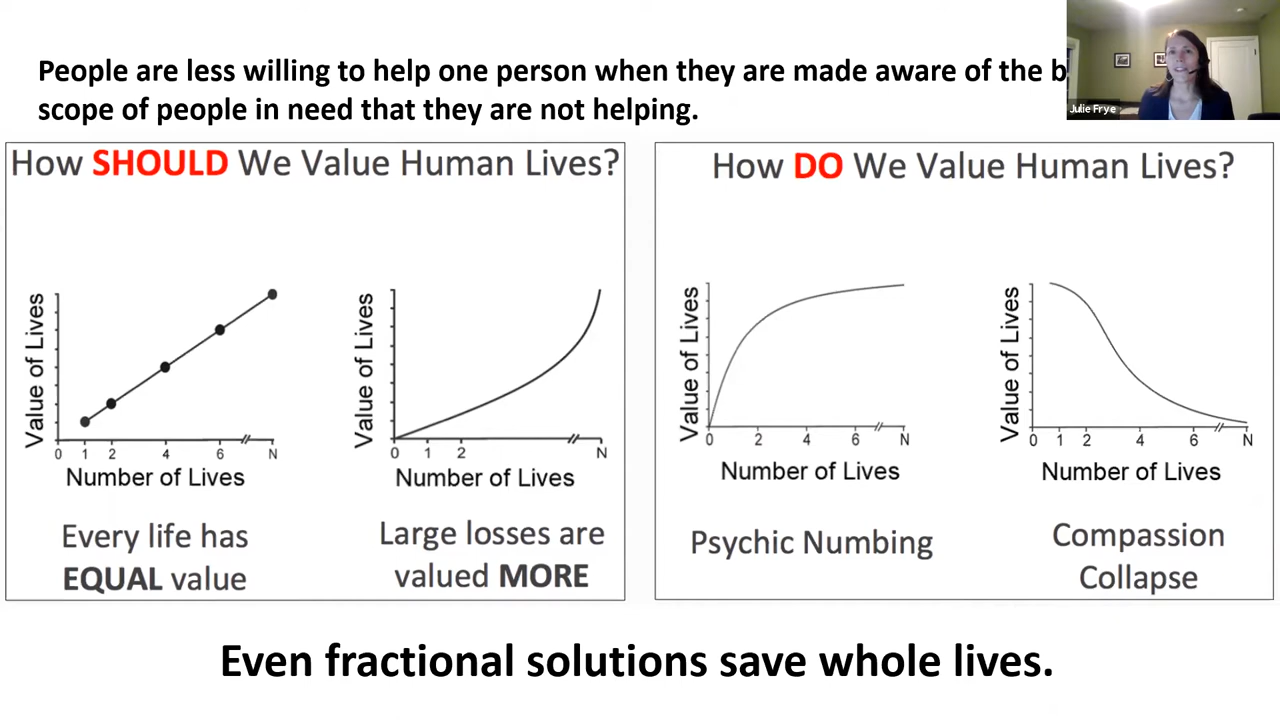 People are less willing to help one person when they are made aware of the b
scope of people in need that they are not helping.
Julie Frye
How SHOULD We Value Human Lives?
Value of Lives
0 1 2 4 6 N
Number of Lives
Every life has
EQUAL value
Value of Lives
0 1 2 N
Number of Lives
Large losses are
valued MORE
How DO We Value Human Lives?
Value of Lives
0 2 4 6 N
Number of Lives
Psychic Numbing
Value of Lives
0 1 2 4 6 N
Number of Lives
Compassion
Collapse
Even fractional solutions save whole lives.